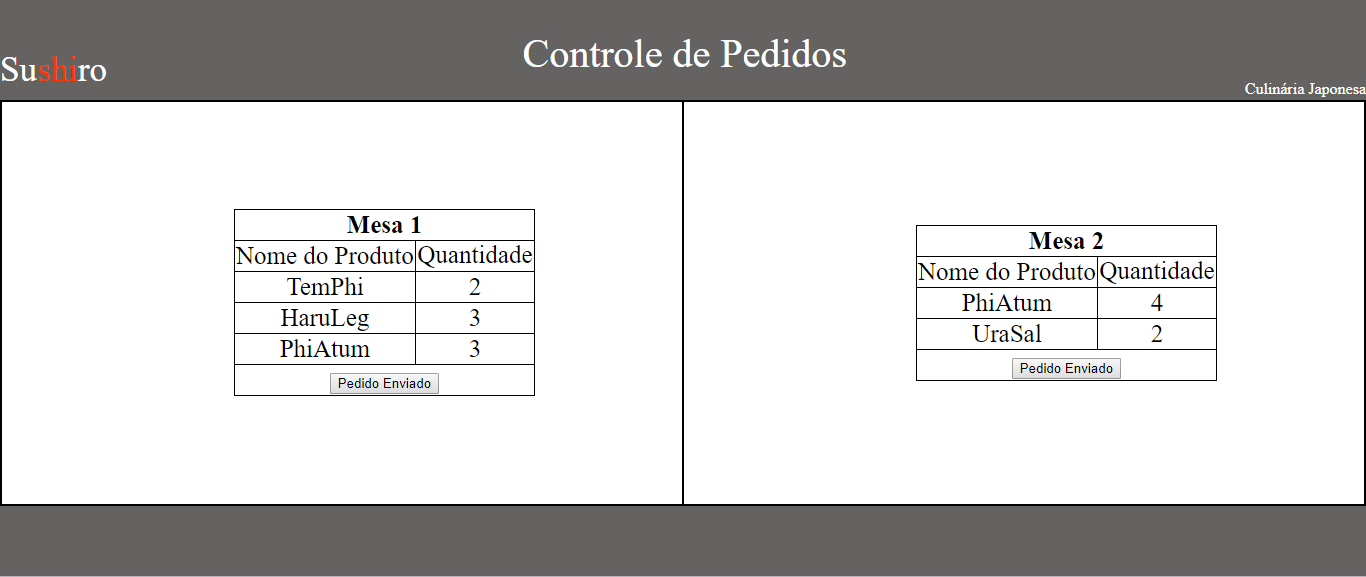 Controle de Pedidos
Sushiro
Culinária Japonesa
Mesa 1
Nome do Produto Quantidade
TemPhi 2
HaruLeg 3
PhiAtum 3
Pedido Enviado
Mesa 2
Nome do Produto Quantidade
PhiAtum 4
UraSal 2
Pedido Enviado